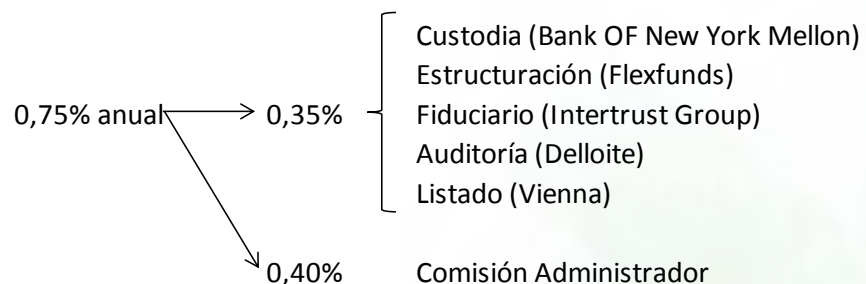 Custodia (Bank OF New York Mellon)
Estructuración (Flexfunds)
0,75% anual 0,35% Fiduciario (Intertrust Group)
Auditoría (Delloite)
Listado (Vienna)
0,40% Comisión Administrador